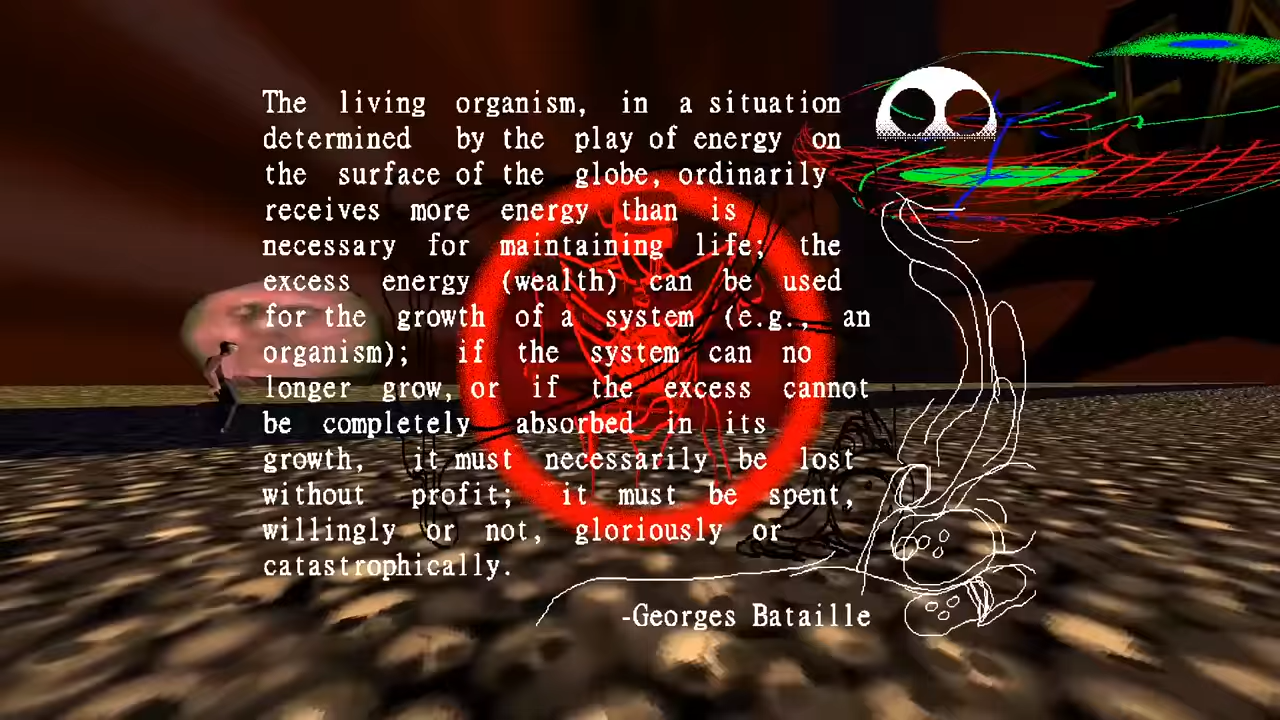 The living organism, in a situation
determined by the play of energy on
the surface of the globe, ordinarily
receives more energy than is
necessary for maintaining life; the
excess energy (wealth) can be used
for the growth of a system (e.g., an
organism); if the system can no
longer grow, or if the excess cannot
be completely absorbed in its
growth, it must necessarily be lost
without profit; it must be spent,
willingly or not, gloriously or
catastrophically.
-Georges Bataille